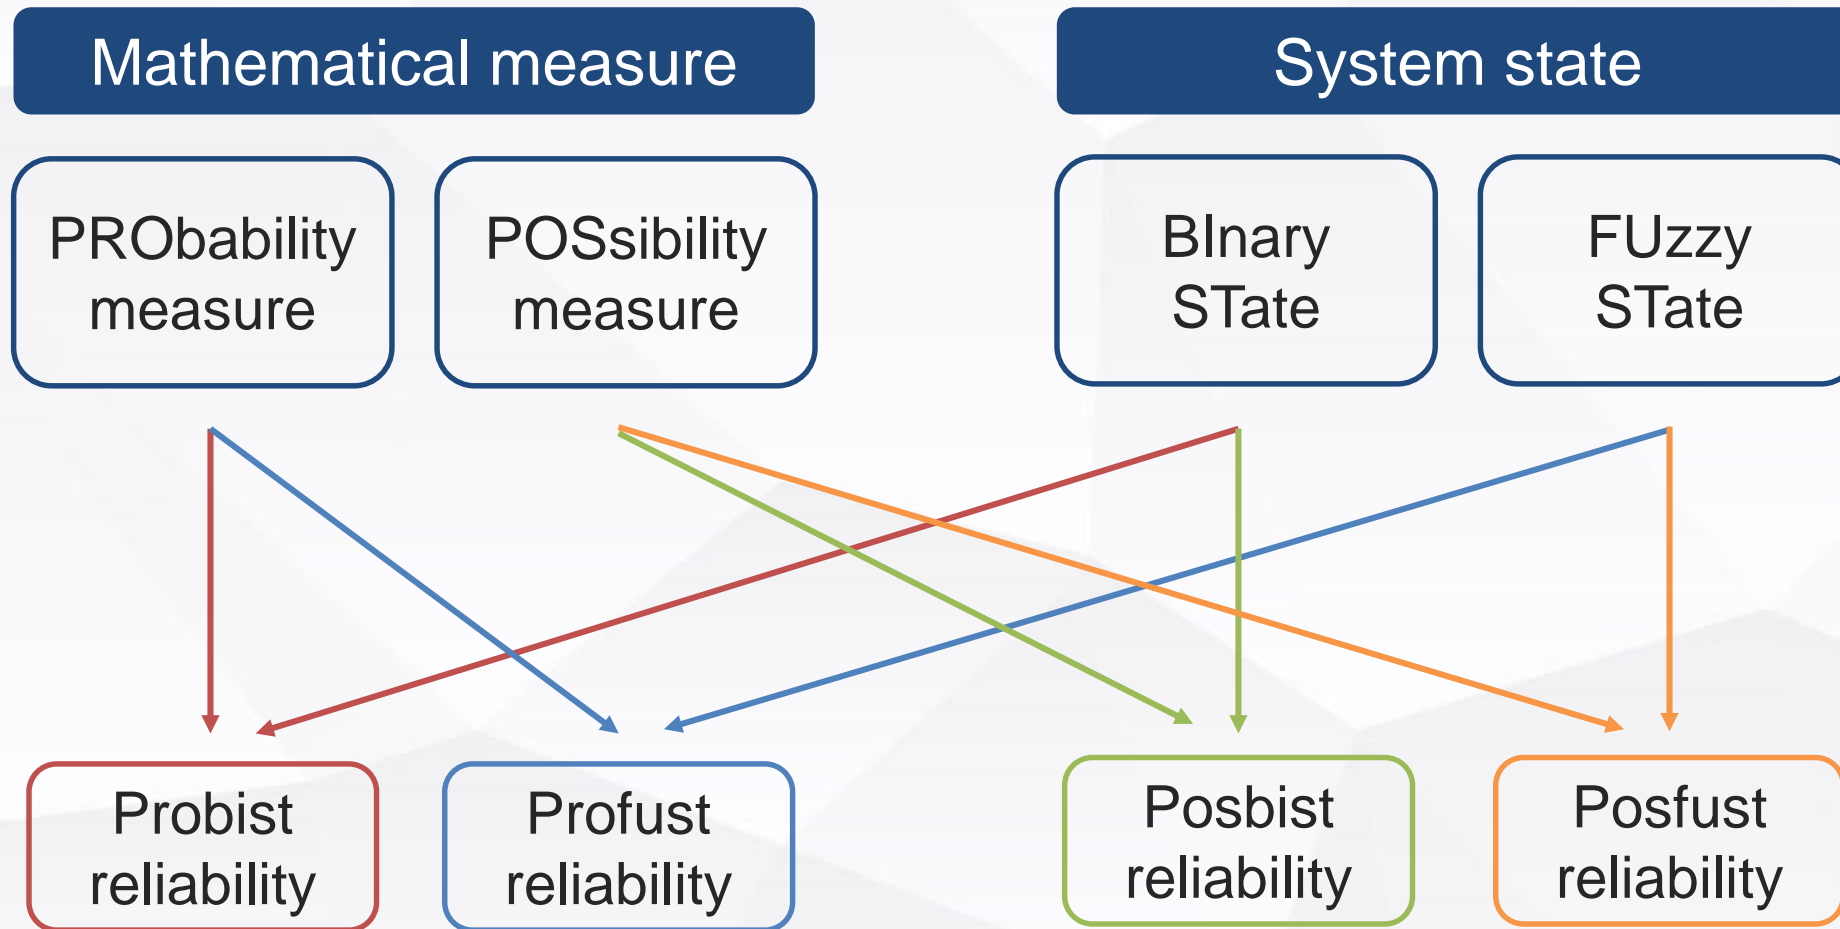 Mathematical measure
System state
PRObability
measure
POSsibility
measure
BInary
STate
FUzzy
STate
Probist
reliability
Profust
reliability
Posbist
reliability
Posfust
reliability